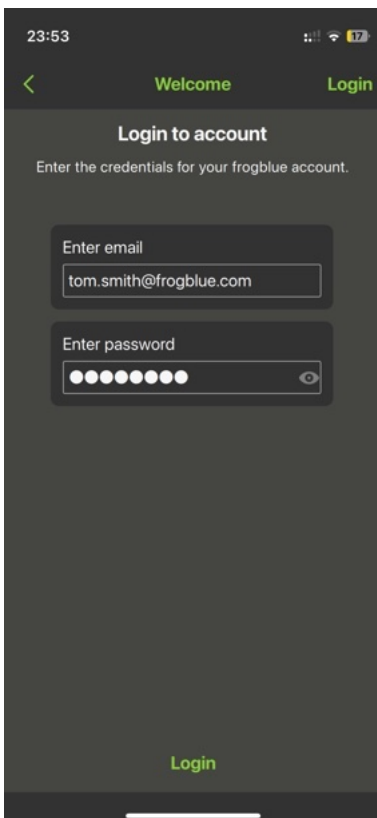 23:53
17
Welcome
Login
Login to account
Enter the credentials for your frogblue account.
Enter email
tom.smith@frogblue.com
Enter password
●●●●●●●●
Login